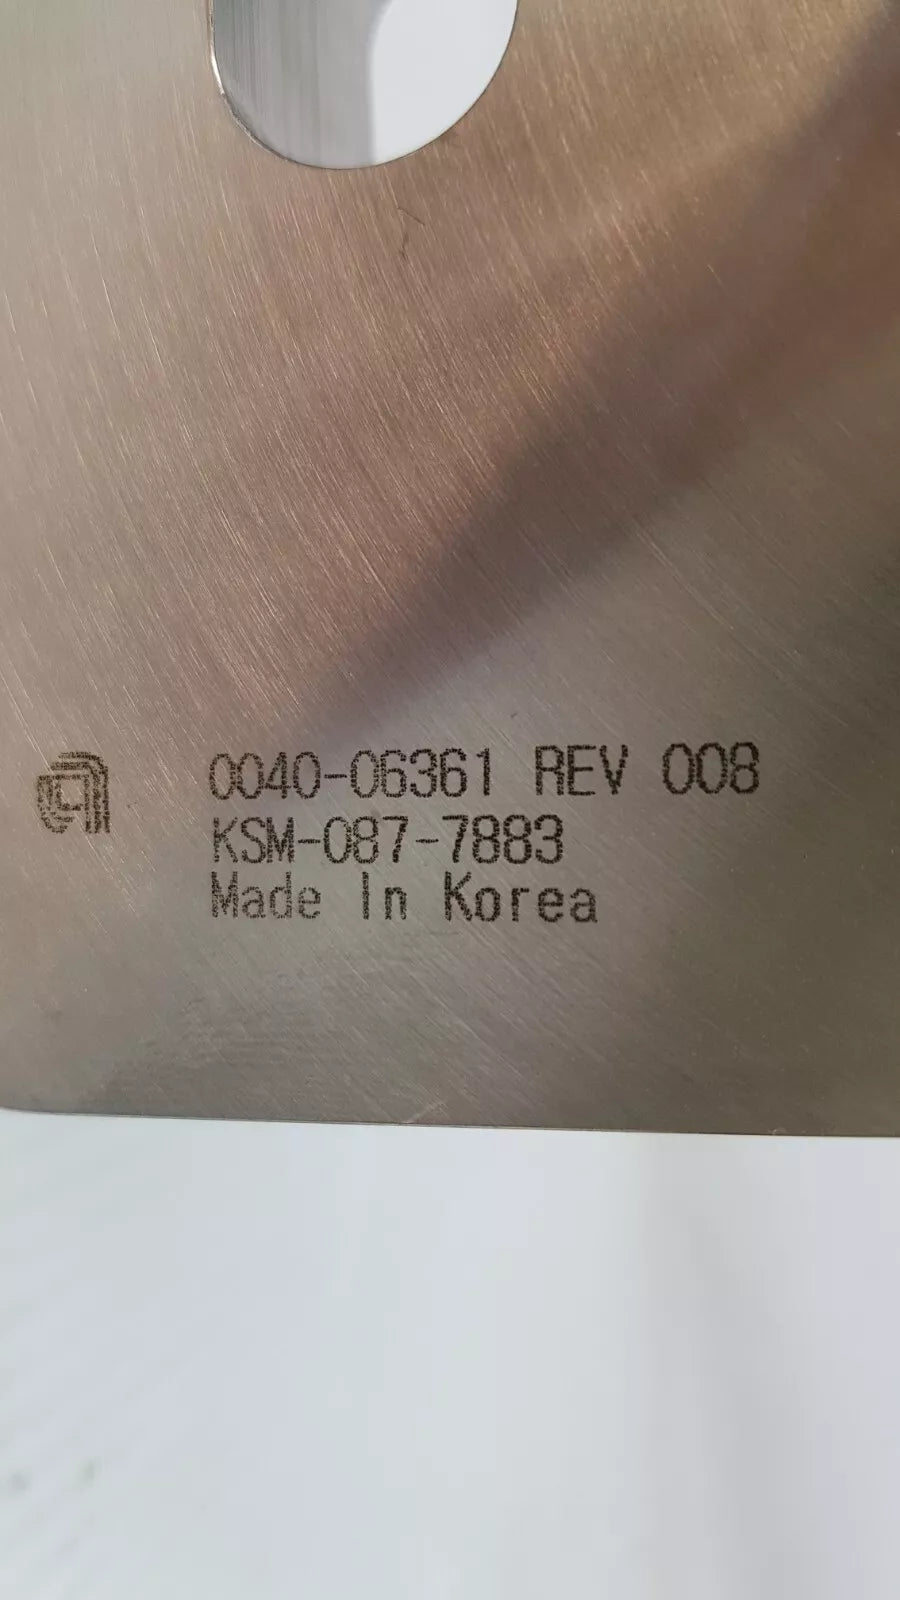 0040-06361 REV 008
KSM-087-7883
Made In Korea